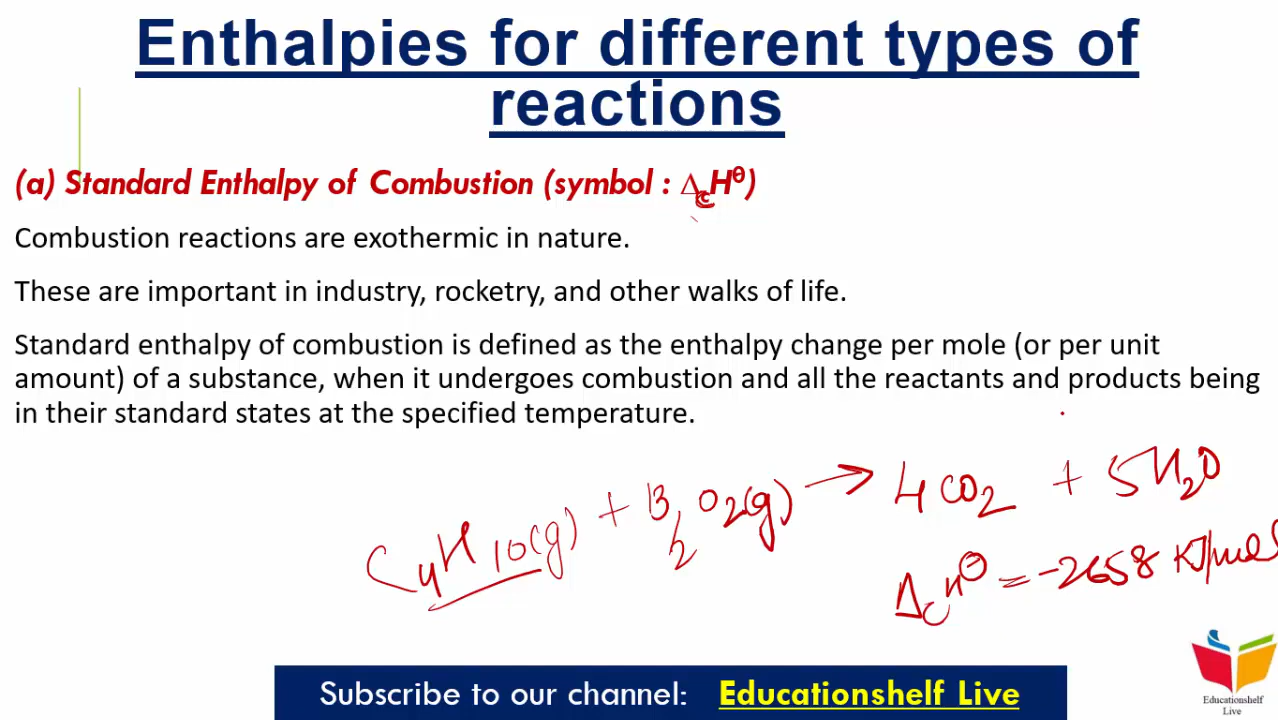 Enthalpies for different types of
reactions
(a) Standard Enthalpy of Combustion (symbol : ΔcHθ)
Combustion reactions are exothermic in nature.
These are important in industry, rocketry, and other walks of life.
Standard enthalpy of combustion is defined as the enthalpy change per mole (or per unit
amount) of a substance, when it undergoes combustion and all the reactants and products being
in their standard states at the specified temperature.
C4H10(g) + 13/2 O2(g) → 4CO2 + 5H2O
ΔcHθ = -2658 KJ/mol
Subscribe to our channel: Educationshelf Live
Educationshelf
Live